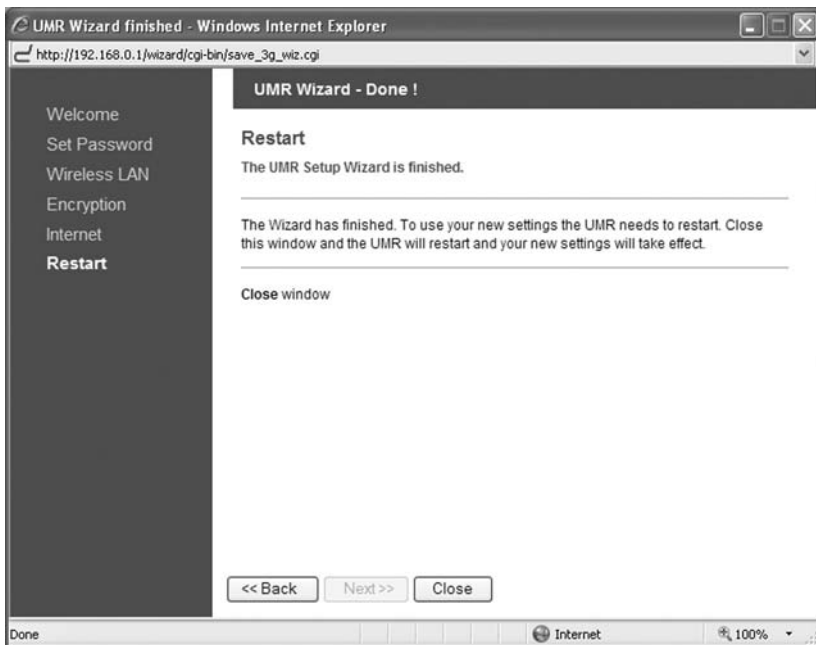 UMR Wizard finished - Windows Internet Explorer
http://192.168.0.1/wizard/cgi-bin/save_3g_wiz.cgi
Welcome
Set Password
Wireless LAN
Encryption
Internet
Restart
UMR Wizard - Done !
Restart
The UMR Setup Wizard is finished.
The Wizard has finished. To use your new settings the UMR needs to restart. Close
this window and the UMR will restart and your new settings will take effect.
Close window
<< Back
Next >>
Close
Done
Internet
100%